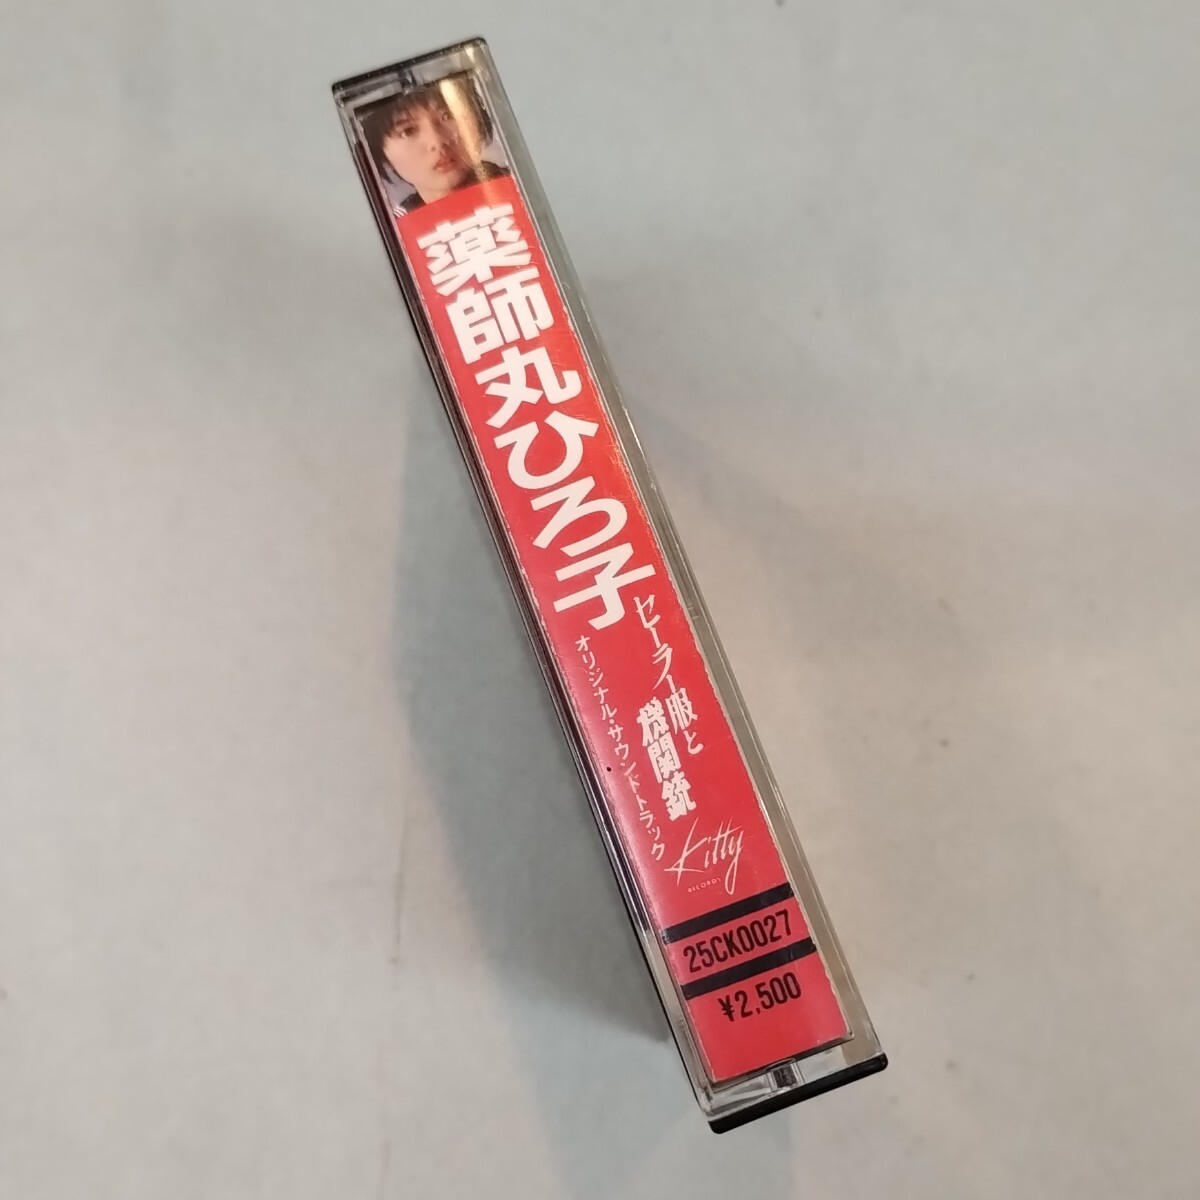 薬師丸ひろ子
セーラー服と
機関銃
オリジナル・サウンドトラック
Kitty
RECORDS
25CK0027
¥2,500